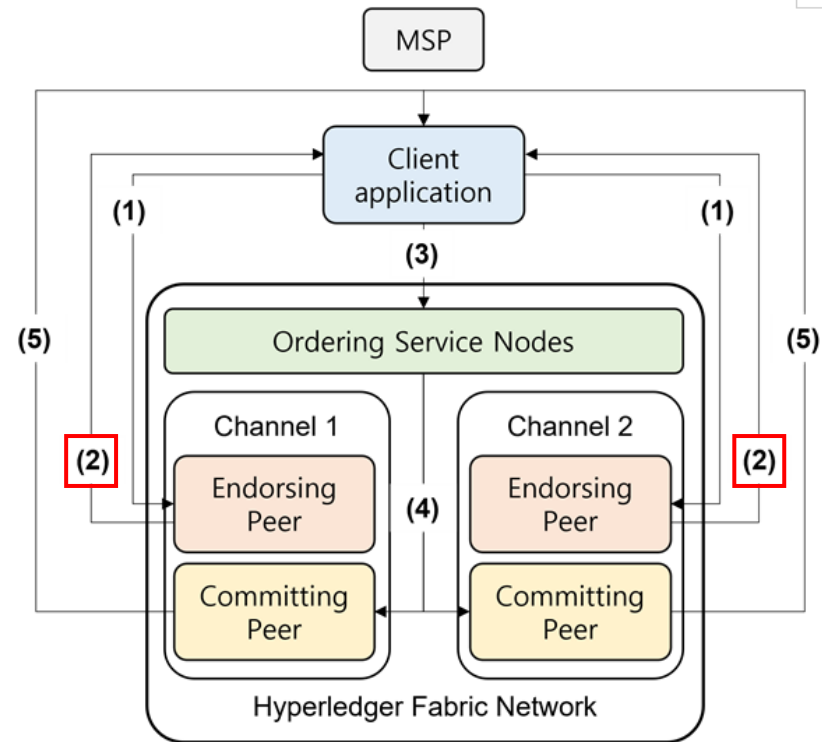 MSP
Client
application
(1)
(1)
(3)
Ordering Service Nodes
(5)
(5)
Channel 1
Channel 2
(2)
(2)
Endorsing
Peer
Endorsing
Peer
(4)
Committing
Peer
Committing
Peer
Hyperledger Fabric Network